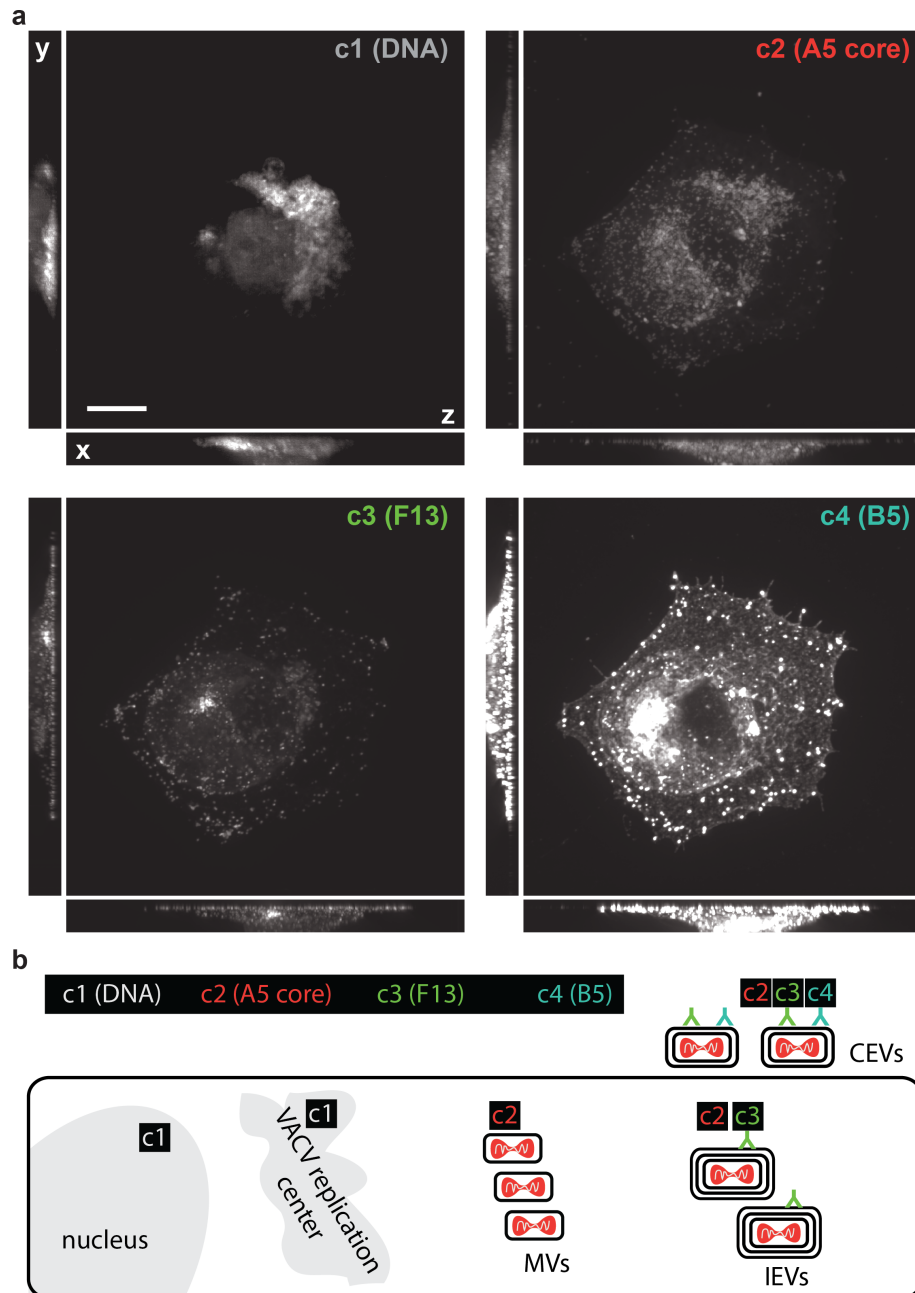 a
y
c1 (DNA)
z
x
c2 (A5 core)
c3 (F13)
c4 (B5)
b
c1 (DNA) c2 (A5 core) c3 (F13) c4 (B5)
c2 c3 c4
CEVs
c1
nucleus
c1
VACV replication
center
c2
MVs
c2 c3
IEVs